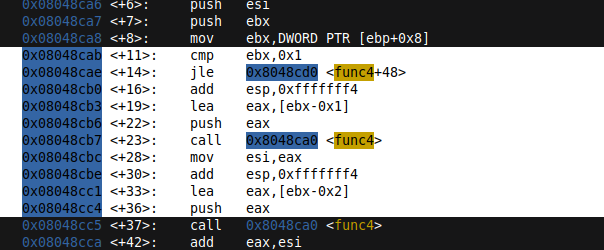 0x08048ca6 <+6>: push esi
0x08048ca7 <+7>: push ebx
0x08048ca8 <+8>: mov ebx,DWORD PTR [ebp+0x8]
0x08048cab <+11>: cmp ebx,0x1
0x08048cae <+14>: jle 0x8048cd0 <func4+48>
0x08048cb0 <+16>: add esp,0xfffffff4
0x08048cb3 <+19>: lea eax,[ebx-0x1]
0x08048cb6 <+22>: push eax
0x08048cb7 <+23>: call 0x8048ca0 <func4>
0x08048cbc <+28>: mov esi,eax
0x08048cbe <+30>: add esp,0xfffffff4
0x08048cc1 <+33>: lea eax,[ebx-0x2]
0x08048cc4 <+36>: push eax
0x08048cc5 <+37>: call 0x8048ca0 <func4>
0x08048cca <+42>: add eax,esi